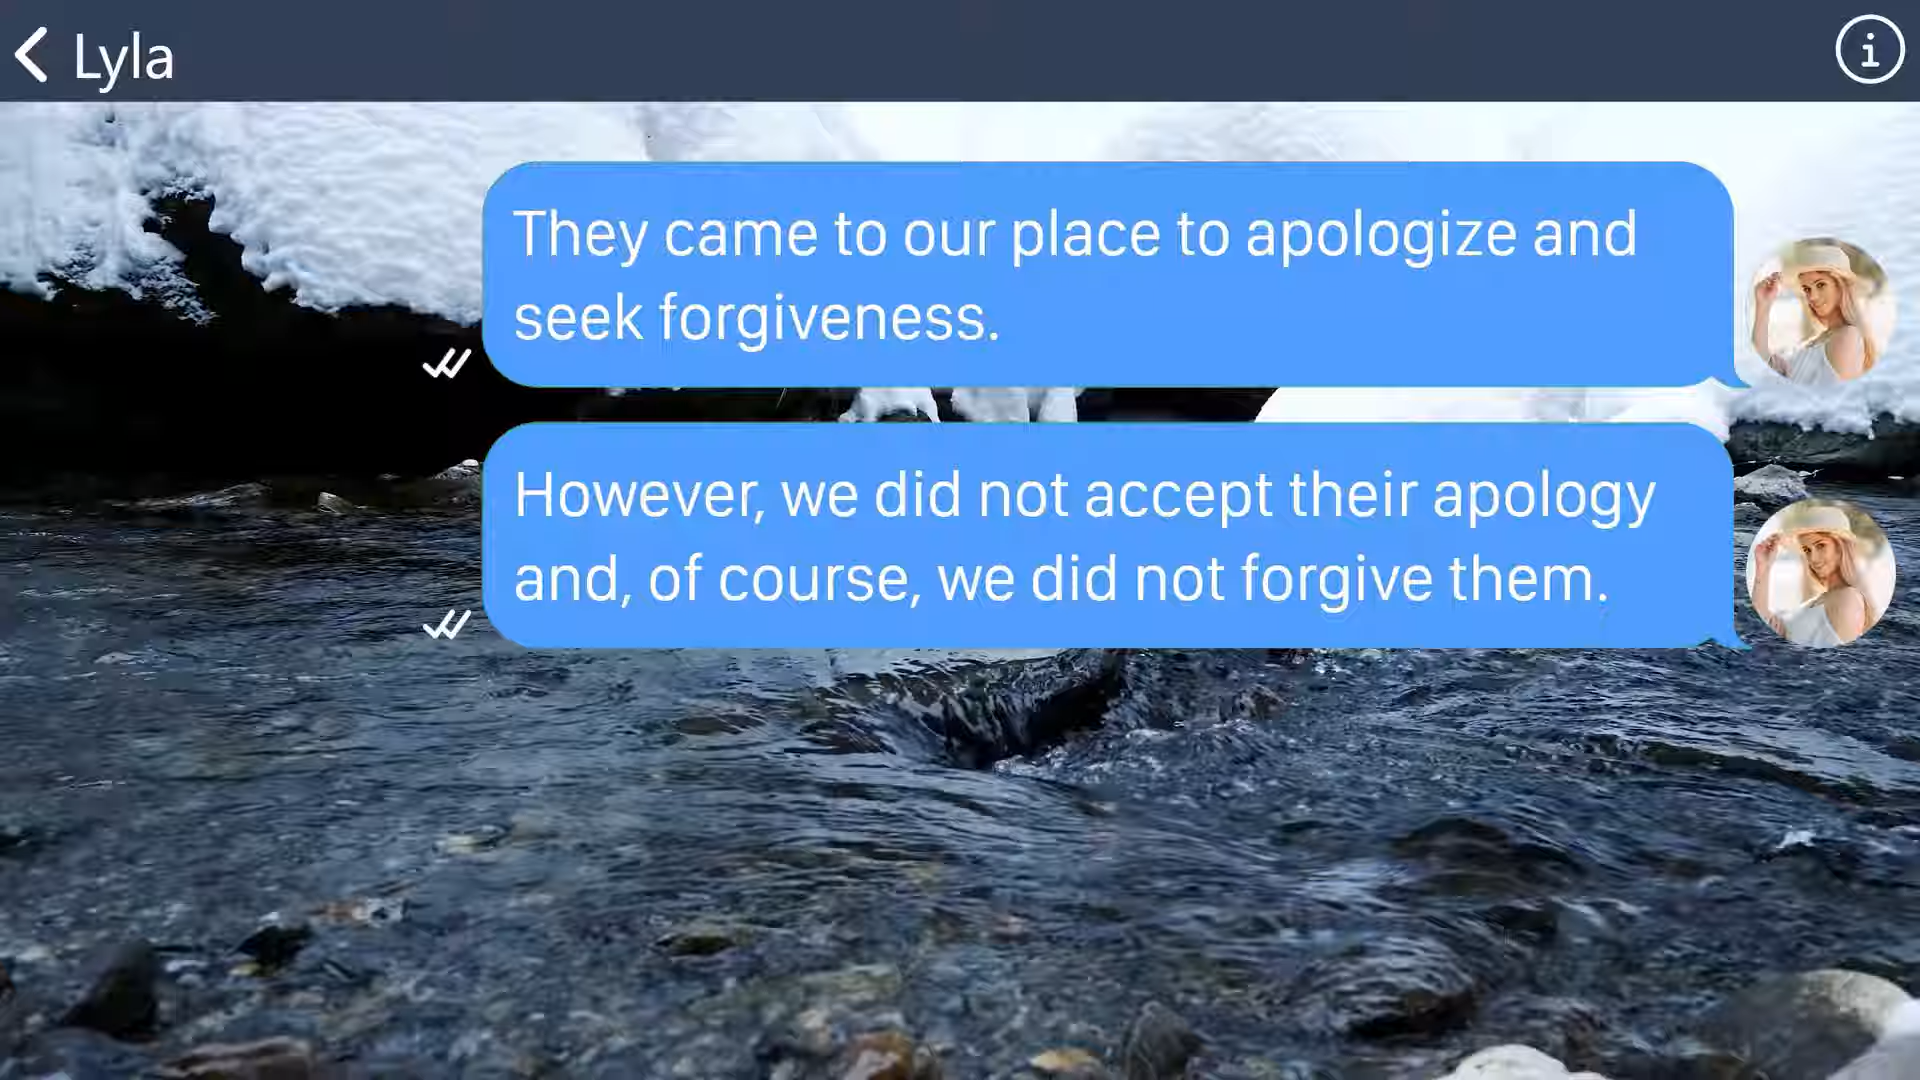 Lyla
They came to our place to apologize and
seek forgiveness.
However, we did not accept their apology
and, of course, we did not forgive them.